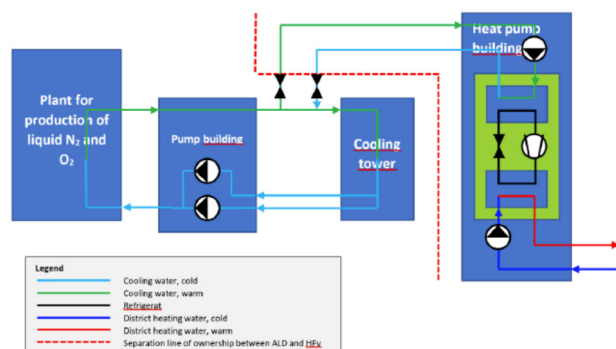 Heat pump
building
Plant for
production of
liquid N₂ and
O₂
Pump building
Cooling
tower
Legend
Cooling water, cold
Cooling water, warm
Refrigerat
District heating water, cold
District heating water, warm
Separation line of ownership between ALD and HFv